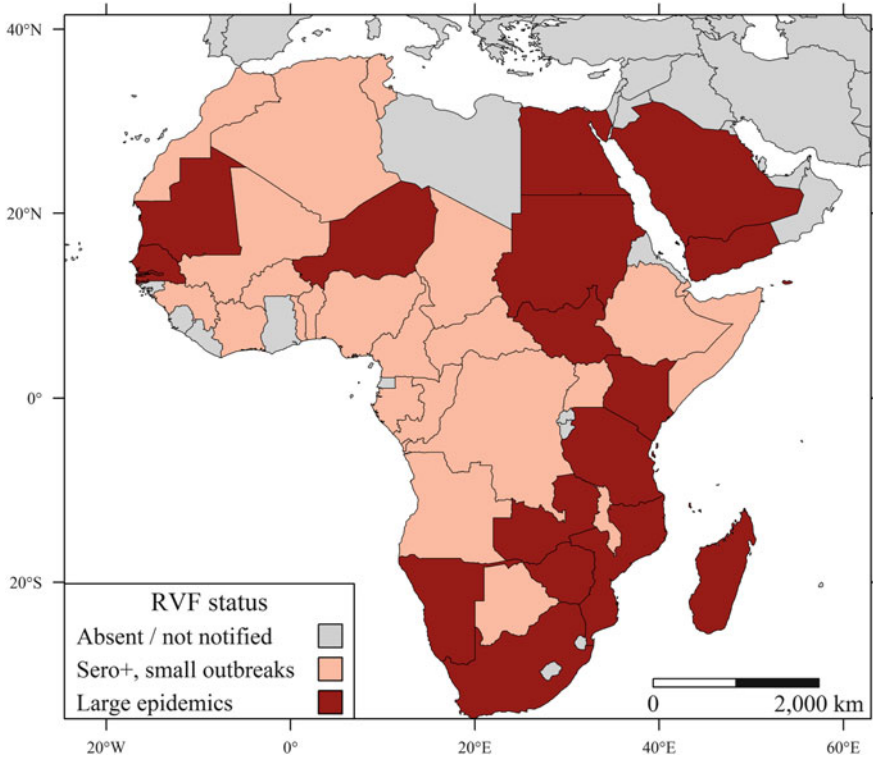 40°N
20°N
0°
20°S
RVF status
Absent / not notified
Sero+, small outbreaks
Large epidemics
0 2,000 km
20°W 0° 20°E 40°E 60°E